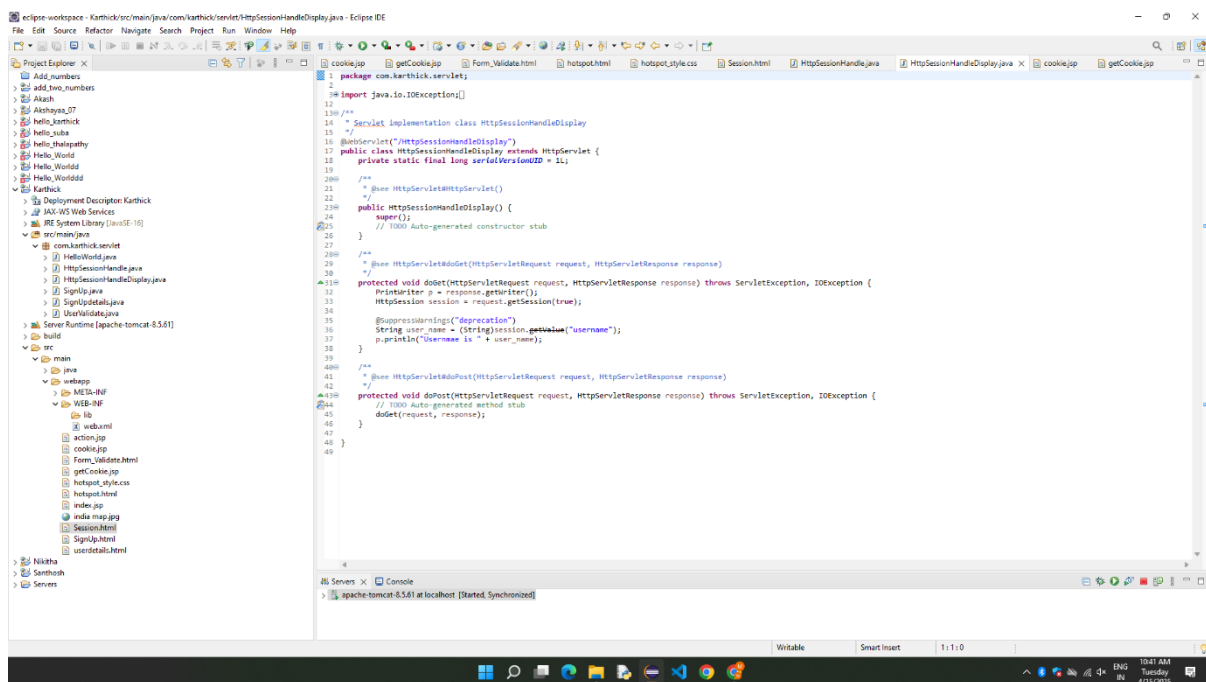 eclipse-workspace - Karthick/src/main/java/com/karthick/servlet/HttpSessionHandleDisplay.java - Eclipse IDE
File Edit Source Refactor Navigate Search Project Run Window Help
Project Explorer
cookie.jsp getCookie.jsp Form_Validate.html hotspot.html hotspot_style.css Session.html HttpSessionHandle.java HttpSessionHandleDisplay.java cookie.jsp getCookie.jsp
Add_numbers
add_two_numbers
Akash
Akshayaa_07
hello_karthick
hello_suba
hello_thalapathy
Hello_World
Hello_Worldd
Hello_Worlddd
Karthick
Deployment Descriptor: Karthick
JAX-WS Web Services
JRE System Library [JavaSE-16]
src/main/java
com.karthick.servlet
HelloWorld.java
HttpSessionHandle.java
HttpSessionHandleDisplay.java
SignUp.java
SignUpdetails.java
UserValidate.java
Server Runtime [apache-tomcat-8.5.61]
build
src
main
java
webapp
META-INF
WEB-INF
lib
web.xml
action.jsp
cookie.jsp
Form_Validate.html
getCookie.jsp
hotspot_style.css
hotspot.html
index.jsp
india map.jpg
Session.html
SignUp.html
userdetails.html
Nikitha
Santhosh
Servers
1 package com.karthick.servlet;
2
3 import java.io.IOException;
12
13 /**
14 * Servlet implementation class HttpSessionHandleDisplay
15 */
16 @WebServlet("/HttpSessionHandleDisplay")
17 public class HttpSessionHandleDisplay extends HttpServlet {
18 private static final long serialVersionUID = 1L;
19
20 /**
21 * @see HttpServlet#HttpServlet()
22 */
23 public HttpSessionHandleDisplay() {
24 super();
25 // TODO Auto-generated constructor stub
26 }
27
28 /**
29 * @see HttpServlet#doGet(HttpServletRequest request, HttpServletResponse response)
30 */
31 protected void doGet(HttpServletRequest request, HttpServletResponse response) throws ServletException, IOException {
32 PrintWriter p = response.getWriter();
33 HttpSession session = request.getSession(true);
34
35 @SuppressWarnings("deprecation")
36 String user_name = (String)session.getValue("username");
37 p.println("Usernmae is " + user_name);
38 }
39
40 /**
41 * @see HttpServlet#doPost(HttpServletRequest request, HttpServletResponse response)
42 */
43 protected void doPost(HttpServletRequest request, HttpServletResponse response) throws ServletException, IOException {
44 // TODO Auto-generated method stub
45 doGet(request, response);
46 }
47
48 }
49
Servers Console
apache-tomcat-8.5.61 at localhost [Started, Synchronized]
Writable Smart Insert 1:1:0
ENG
IN
10:41 AM
Tuesday
4/15/2025